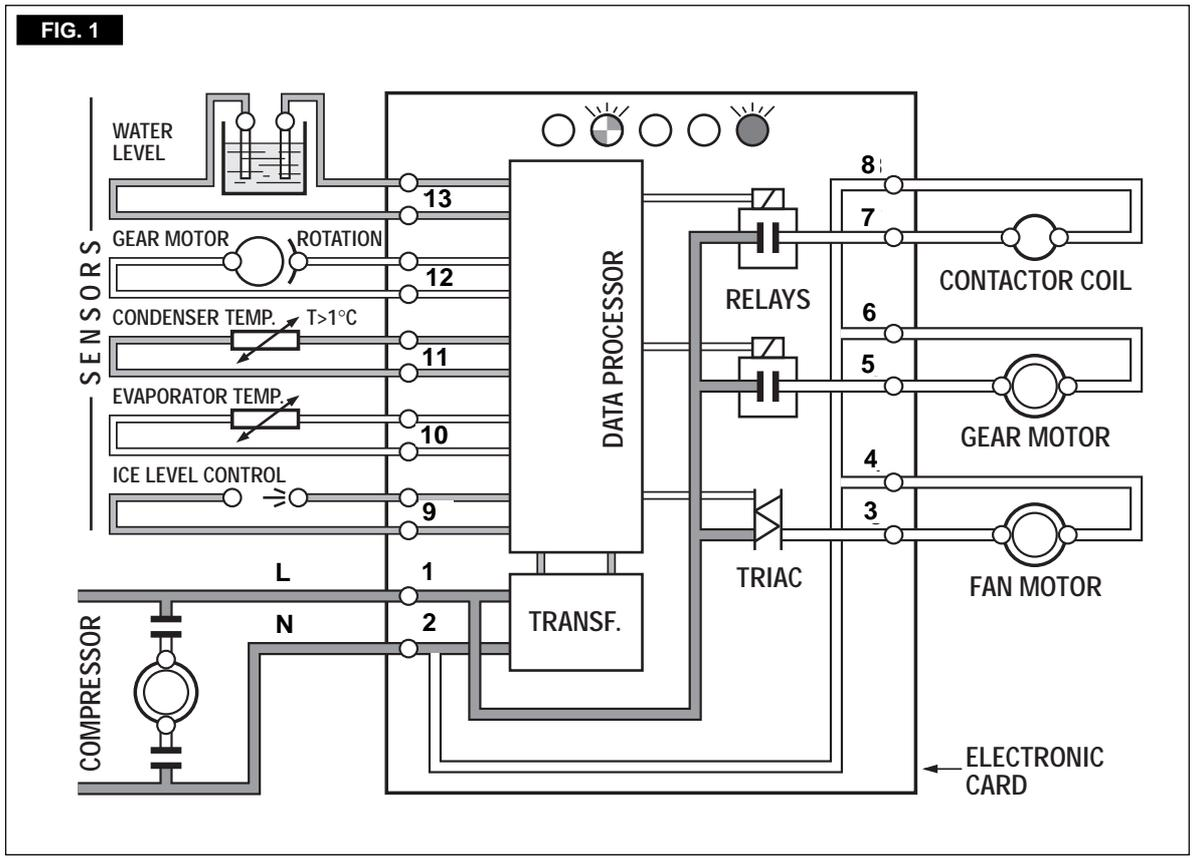 FIG. 1
WATER
LEVEL
13
GEAR MOTOR
ROTATION
12
CONDENSER TEMP.
T>1°C
11
EVAPORATOR TEMP.
10
ICE LEVEL CONTROL
9
SENSORS
L
1
N
2
COMPRESSOR
DATA PROCESSOR
TRANSF.
RELAYS
TRIAC
8
7
CONTACTOR COIL
6
5
GEAR MOTOR
4
3
FAN MOTOR
ELECTRONIC
CARD